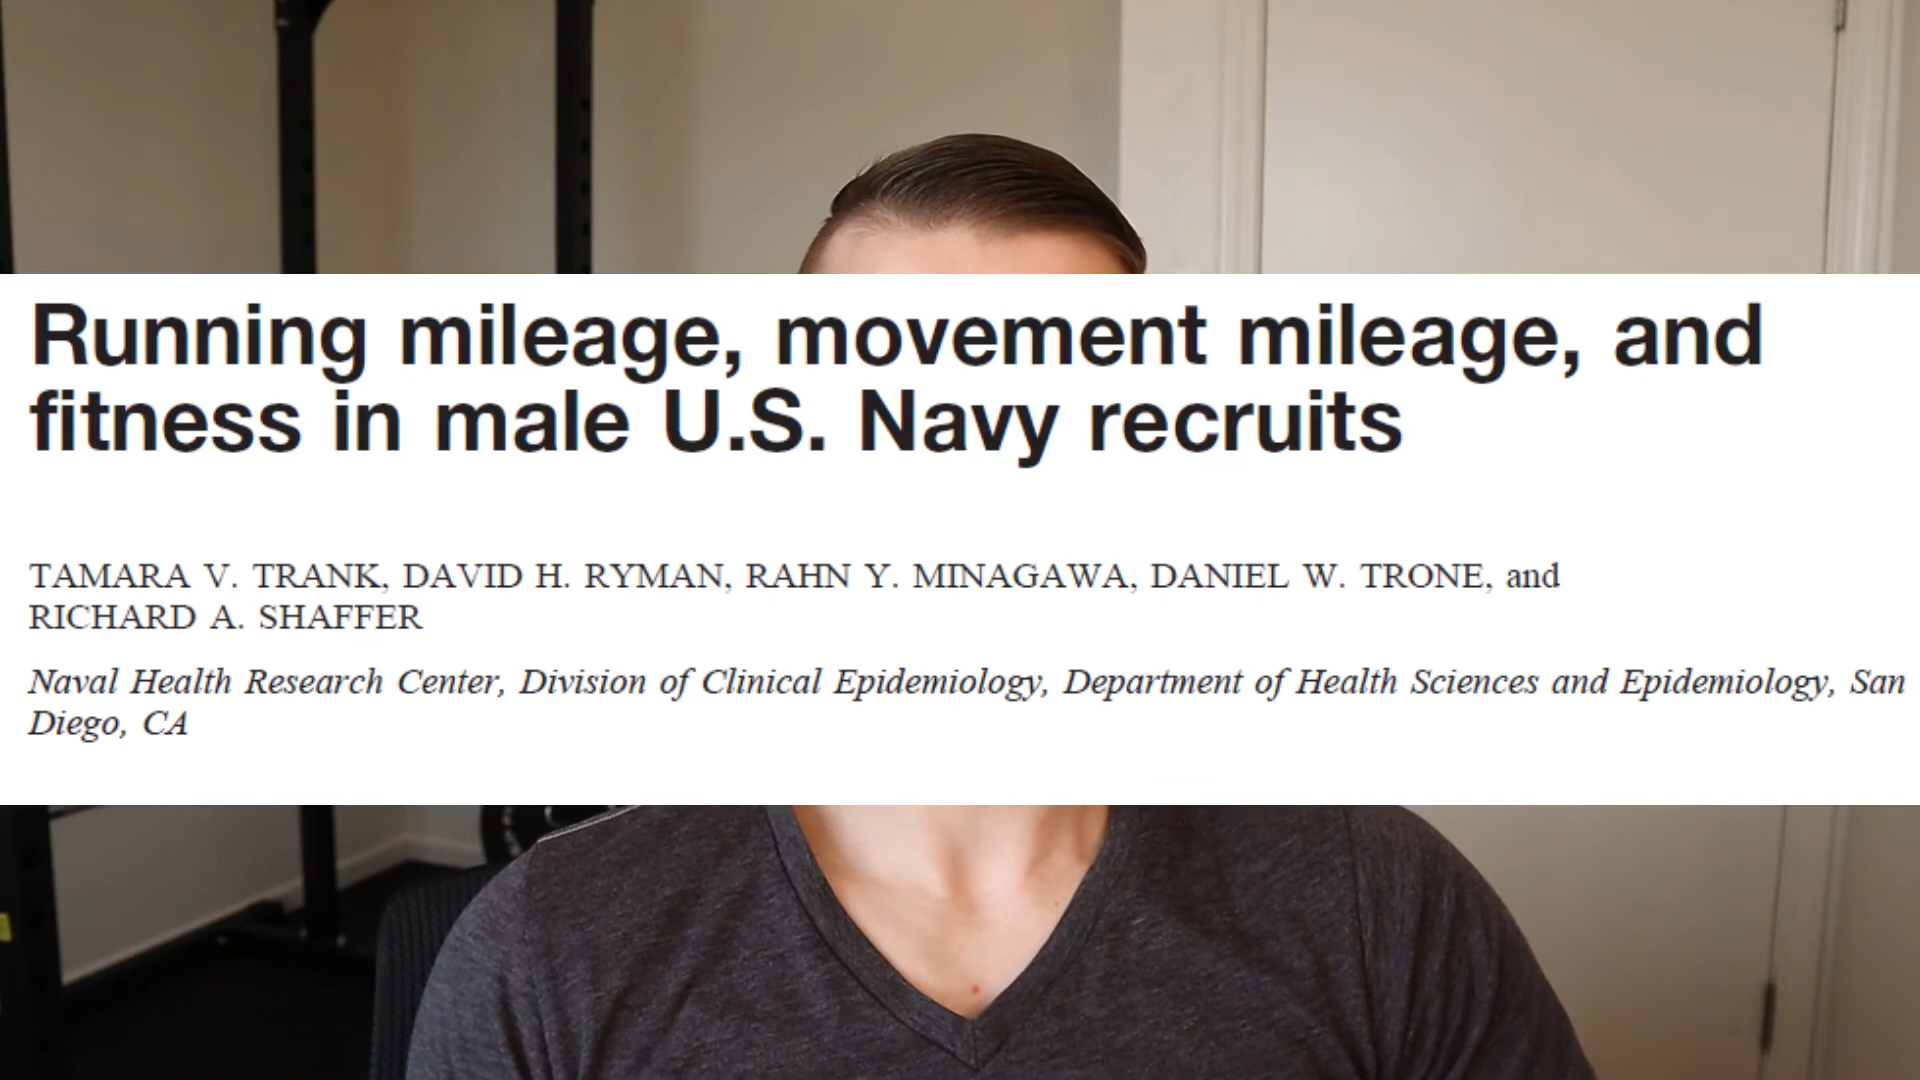 Running mileage, movement mileage, and
fitness in male U.S. Navy recruits
TAMARA V. TRANK, DAVID H. RYMAN, RAHN Y. MINAGAWA, DANIEL W. TRONE, and
RICHARD A. SHAFFER
Naval Health Research Center, Division of Clinical Epidemiology, Department of Health Sciences and Epidemiology, San
Diego, CA